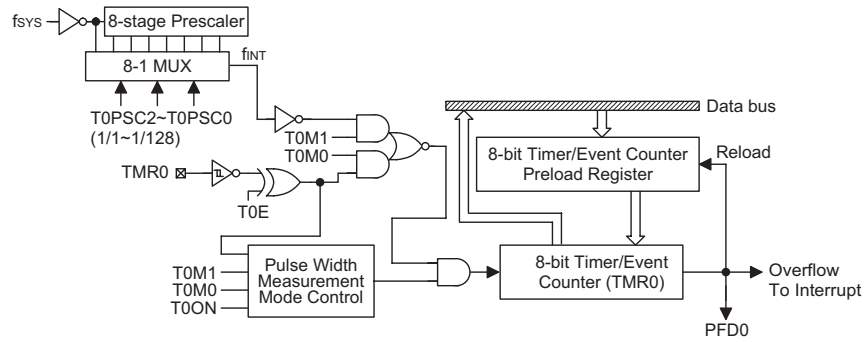 fSYS
8-stage Prescaler
8-1 MUX
fINT
T0PSC2~T0PSC0
(1/1~1/128)
T0M1
T0M0
TMR0
T0E
Data bus
8-bit Timer/Event Counter
Preload Register
Reload
T0M1
T0M0
T0ON
Pulse Width
Measurement
Mode Control
8-bit Timer/Event
Counter (TMR0)
Overflow
To Interrupt
PFD0